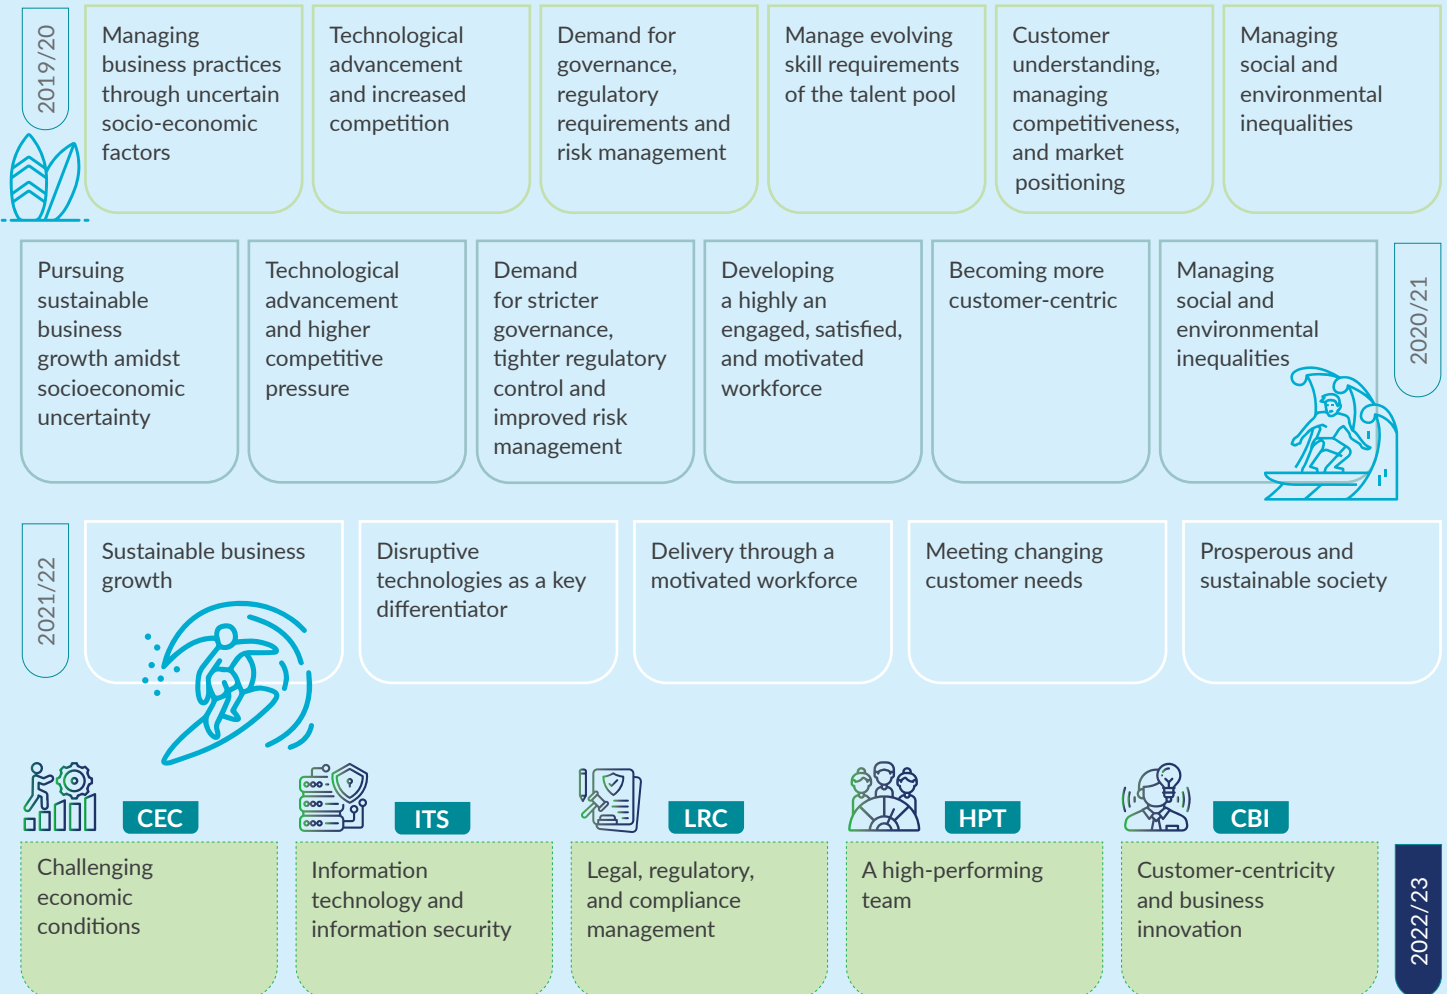 2019/20
Managing
business practices
through uncertain
socio-economic
factors
Technological
advancement
and increased
competition
Demand for
governance,
regulatory
requirements and
risk management
Manage evolving
skill requirements
of the talent pool
Customer
understanding,
managing
competitiveness,
and market
positioning
Managing
social and
environmental
inequalities
Pursuing
sustainable
business
growth amidst
socioeconomic
uncertainty
Technological
advancement
and higher
competitive
pressure
Demand
for stricter
governance,
tighter regulatory
control and
improved risk
management
Developing
a highly an
engaged, satisfied,
and motivated
workforce
Becoming more
customer-centric
Managing
social and
environmental
inequalities
2020/21
2021/22
Sustainable business
growth
Disruptive
technologies as a key
differentiator
Delivery through a
motivated workforce
Meeting changing
customer needs
Prosperous and
sustainable society
CEC
Challenging
economic
conditions
ITS
Information
technology and
information security
LRC
Legal, regulatory,
and compliance
management
HPT
A high-performing
team
CBI
Customer-centricity
and business
innovation
2022/23